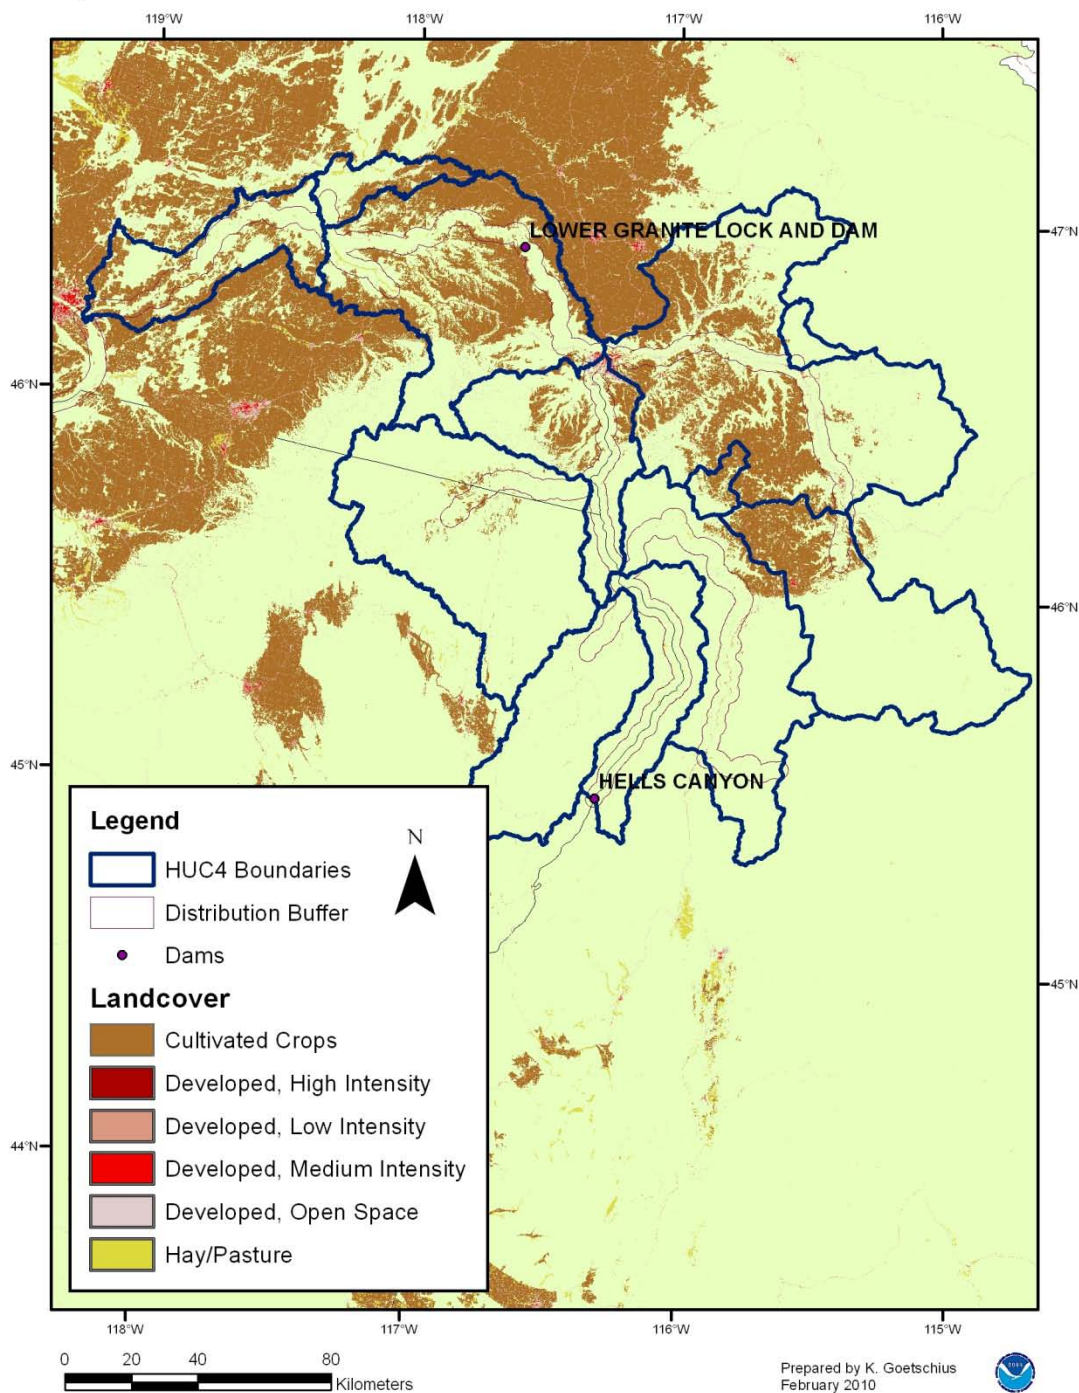 119°W 118°W 117°W 116°W
47°N
LOWER GRANITE LOCK AND DAM
46°N
46°N
45°N
HELLS CANYON
Legend
N
HUC4 Boundaries
Distribution Buffer
Dams
Landcover
45°N
Cultivated Crops
Developed, High Intensity
Developed, Low Intensity
44°N
Developed, Medium Intensity
Developed, Open Space
Hay/Pasture
118°W 117°W 116°W 115°W
0 20 40 80
Kilometers
Prepared by K. Goetschius
February 2010